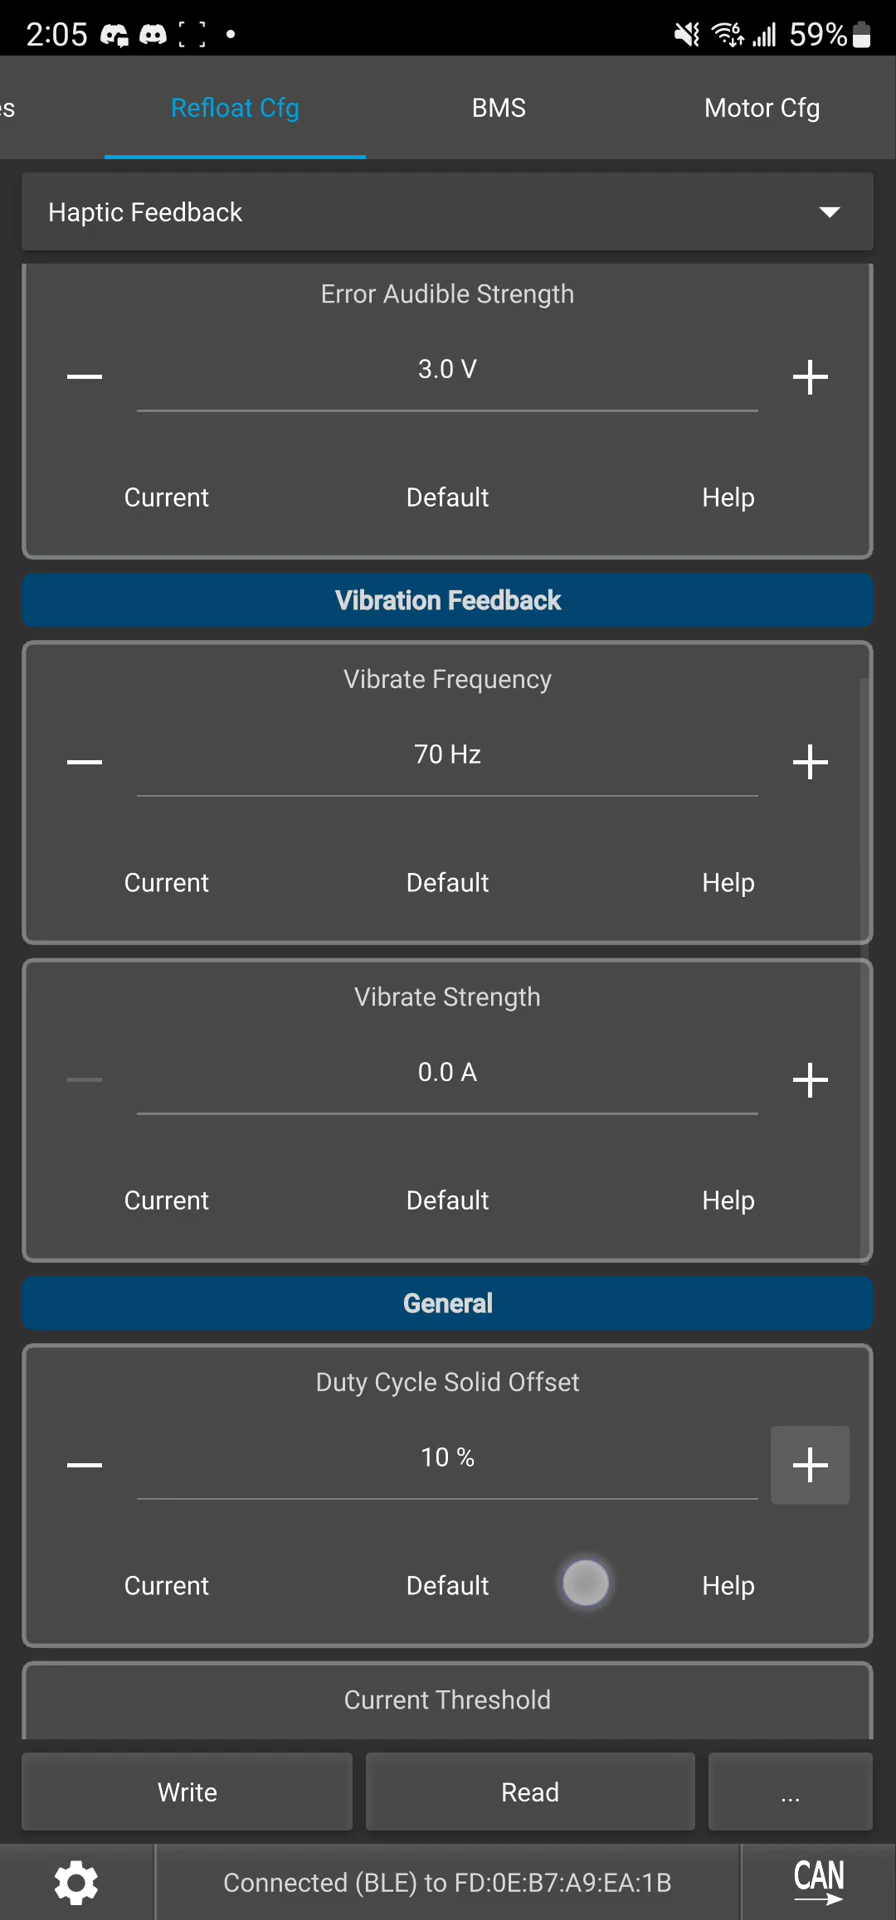 2:05
59%
es
Refloat Cfg
BMS
Motor Cfg
Haptic Feedback
Error Audible Strength
3.0 V
Current
Default
Help
Vibration Feedback
Vibrate Frequency
70 Hz
Current
Default
Help
Vibrate Strength
0.0 A
Current
Default
Help
General
Duty Cycle Solid Offset
10 %
Current
Default
Help
Current Threshold
Write
Read
...
Connected (BLE) to FD:0E:B7:A9:EA:1B
CAN